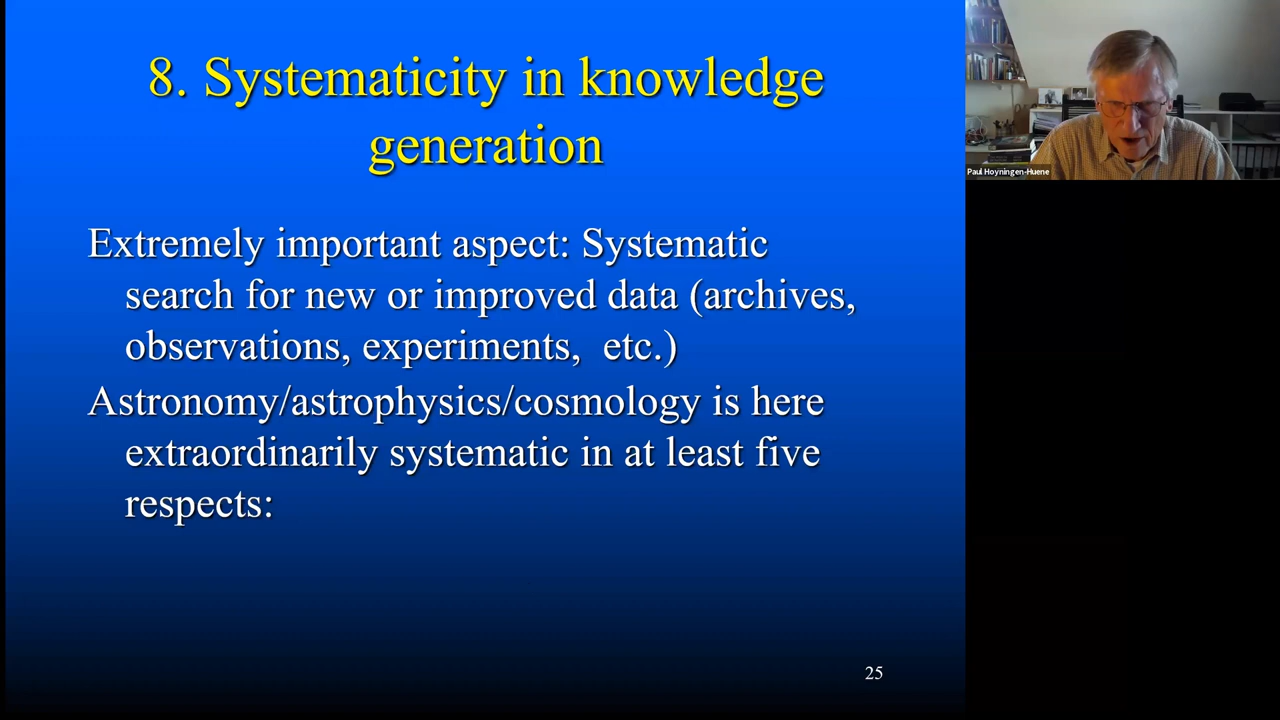 8. Systematicity in knowledge
generation
Extremely important aspect: Systematic
search for new or improved data (archives,
observations, experiments,  etc.)
Astronomy/astrophysics/cosmology is here
extraordinarily systematic in at least five
respects:
25
Paul Hoyningen-Huene